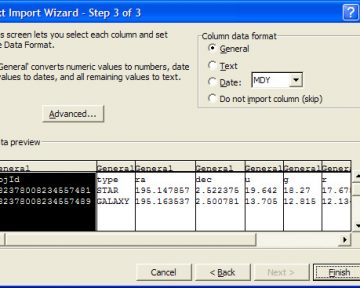 xt Import Wizard - Step 3 of 3
s screen lets you select each column and set
e Data Format.
General' converts numeric values to numbers, date
values to dates, and all remaining values to text.
Advanced...
Column data format
General
Text
Date: MDY
Do not import column (skip)
ta preview
General General General General General General General
bjId type ra dec u g r
82378008234557481 STAR 195.147857 2.522375 19.642 18.27 17.675
82378008234557489 GALAXY 195.163537 2.500781 13.705 12.815 12.13
Cancel
< Back
Next >
Finish